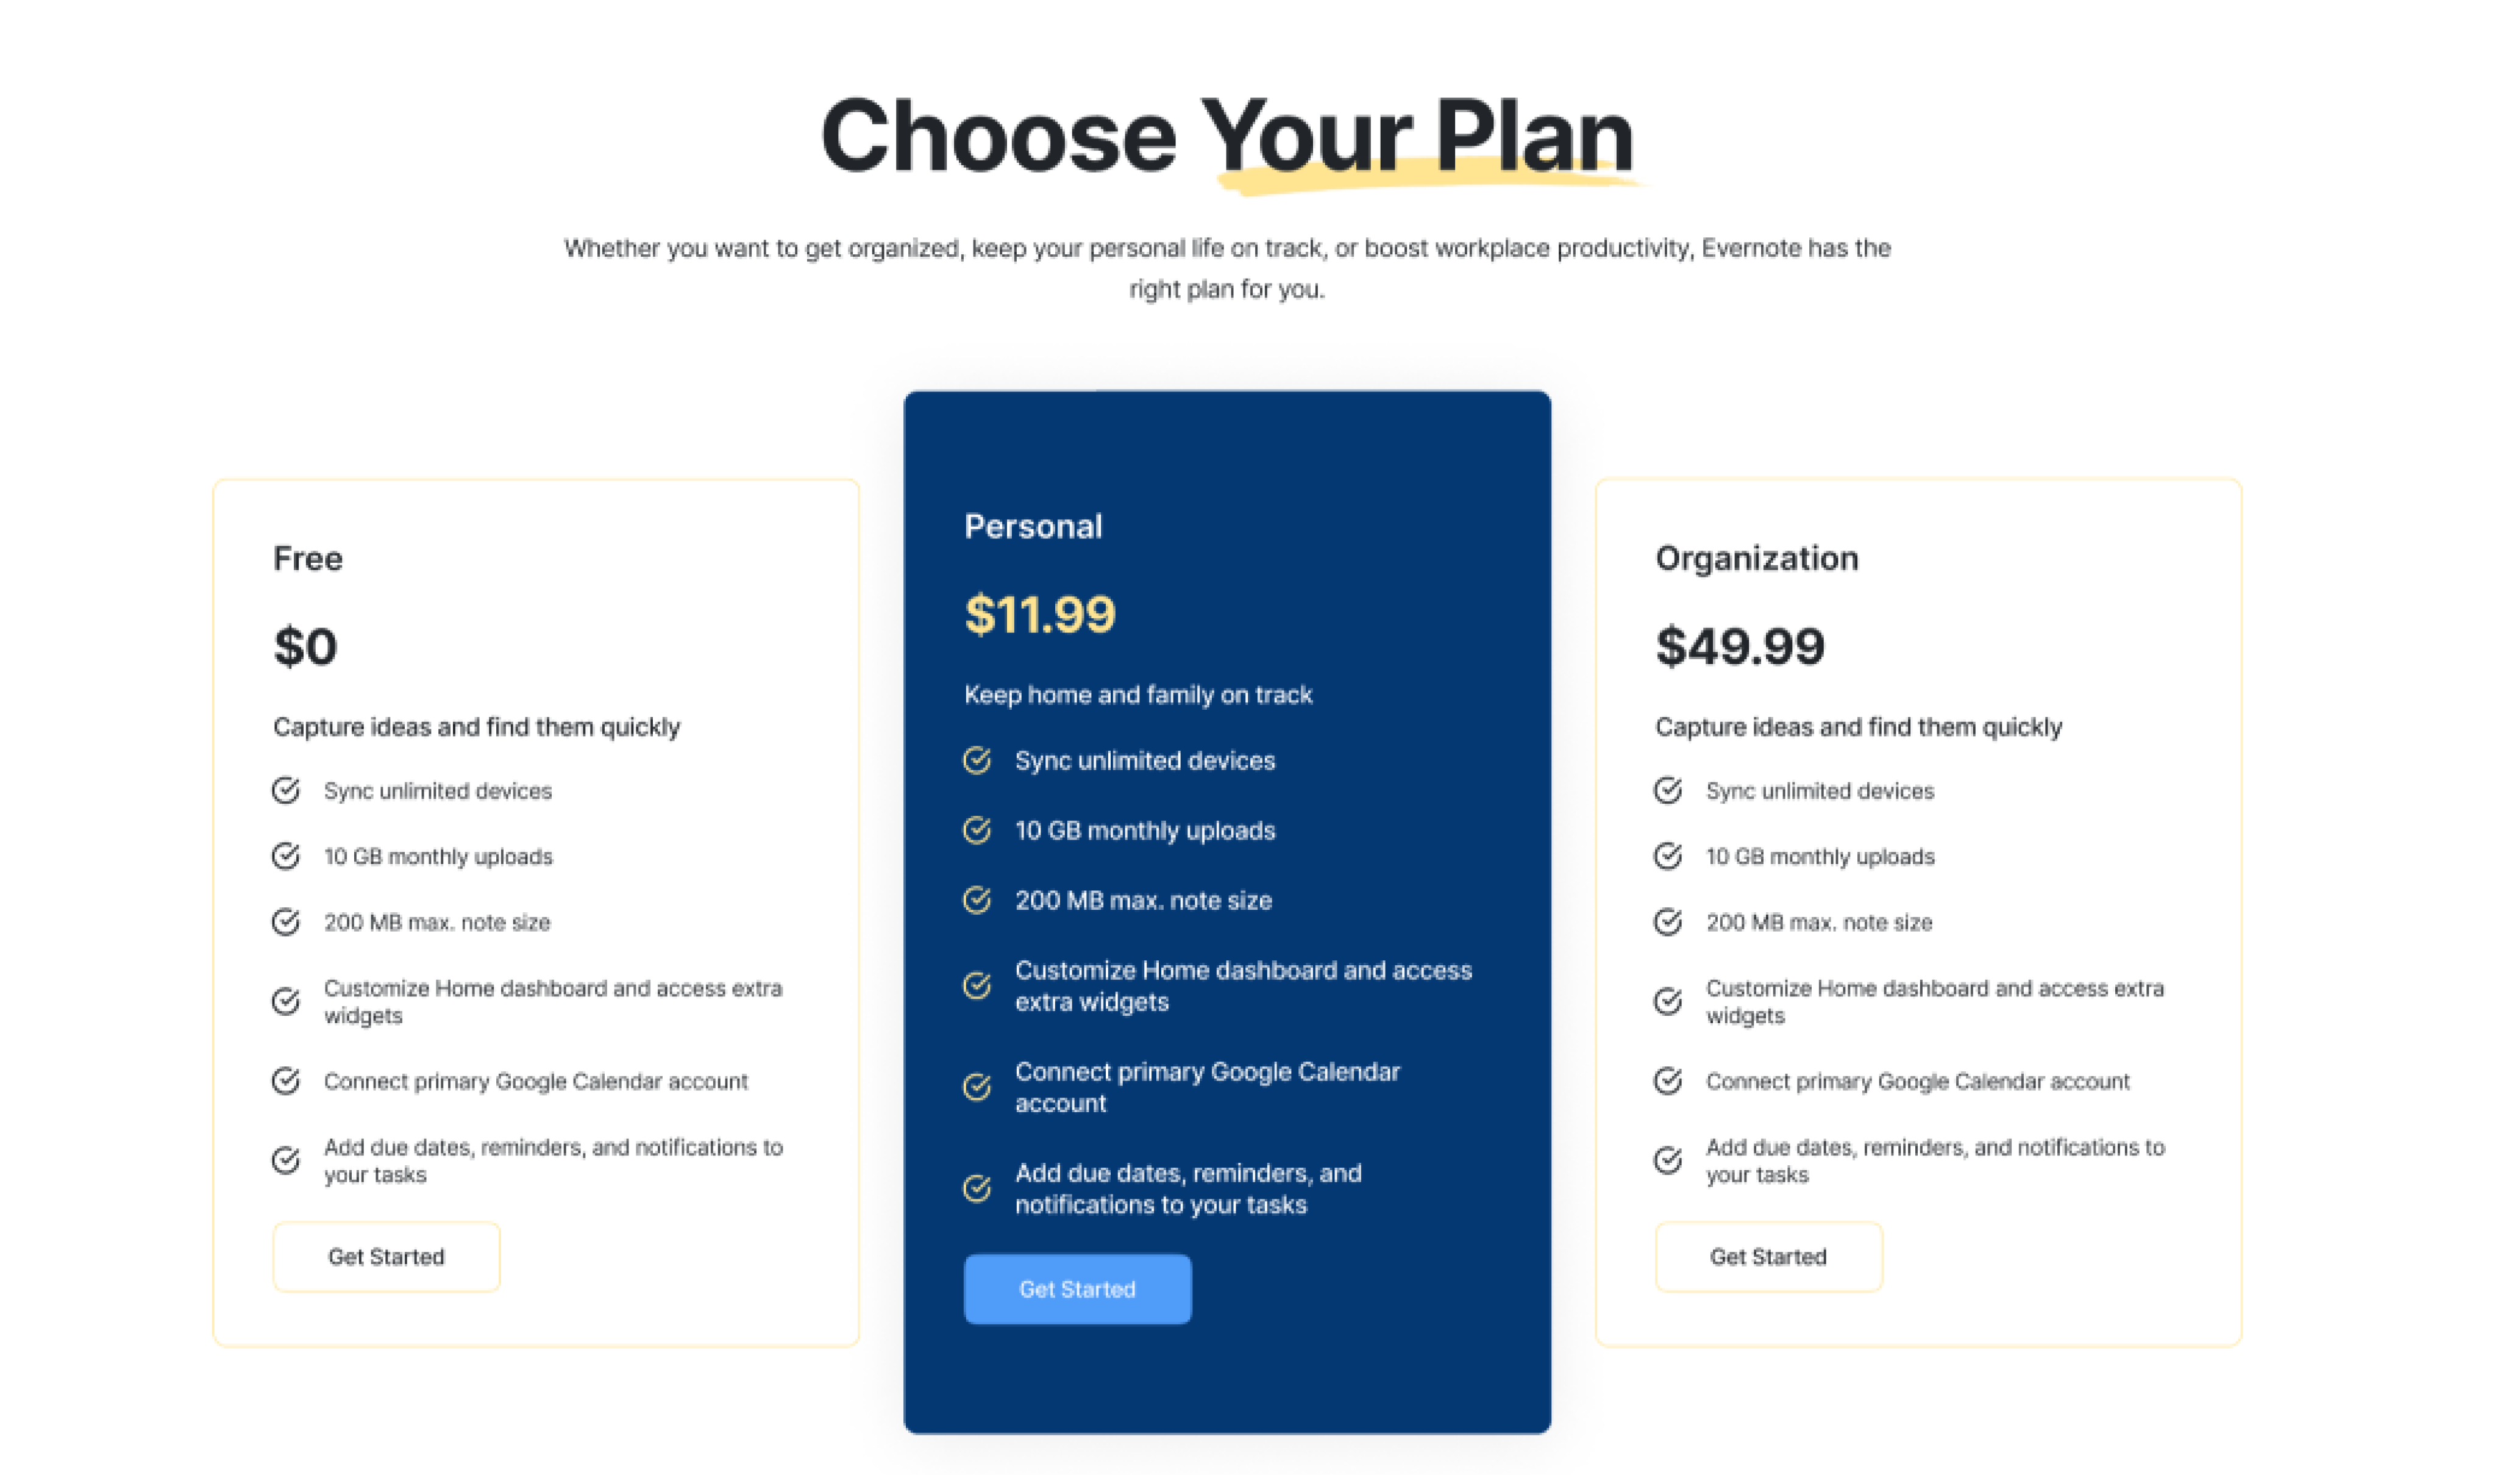 Choose Your Plan
Whether you want to get organized, keep your personal life on track, or boost workplace productivity, Evernote has the
right plan for you.
Free
$0
Capture ideas and find them quickly
Sync unlimited devices
10 GB monthly uploads
200 MB max. note size
Customize Home dashboard and access extra
widgets
Connect primary Google Calendar account
Add due dates, reminders, and notifications to
your tasks
Get Started
Personal
$11.99
Keep home and family on track
Sync unlimited devices
10 GB monthly uploads
200 MB max. note size
Customize Home dashboard and access
extra widgets
Connect primary Google Calendar
account
Add due dates, reminders, and
notifications to your tasks
Get Started
Organization
$49.99
Capture ideas and find them quickly
Sync unlimited devices
10 GB monthly uploads
200 MB max. note size
Customize Home dashboard and access extra
widgets
Connect primary Google Calendar account
Add due dates, reminders, and notifications to
your tasks
Get Started